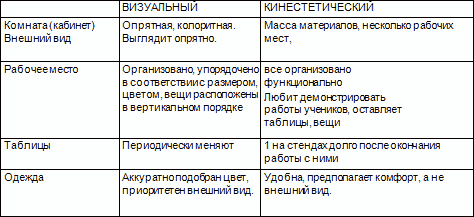 ВИЗУАЛЬНЫЙ КИНЕСТЕТИЧЕСКИЙ
Комната (кабинет)
Внешний вид
Опрятная, колоритная.
Выглядит опрятно.
Масса материалов, несколько рабочих
мест,
Рабочее место
Организовано, упорядочено
в соответствии с размером,
цветом, вещи расположены
в вертикальном порядке
все организовано
функционально
Любит демонстрировать
работы учеников, оставляет
таблицы, вещи
Таблицы
Периодически меняют
1 на стендах долго после окончания
работы с ними
Одежда
Аккуратно подобран цвет,
приоритетен внешний вид.
Удобна, предполагает комфорт, а не
внешний вид.